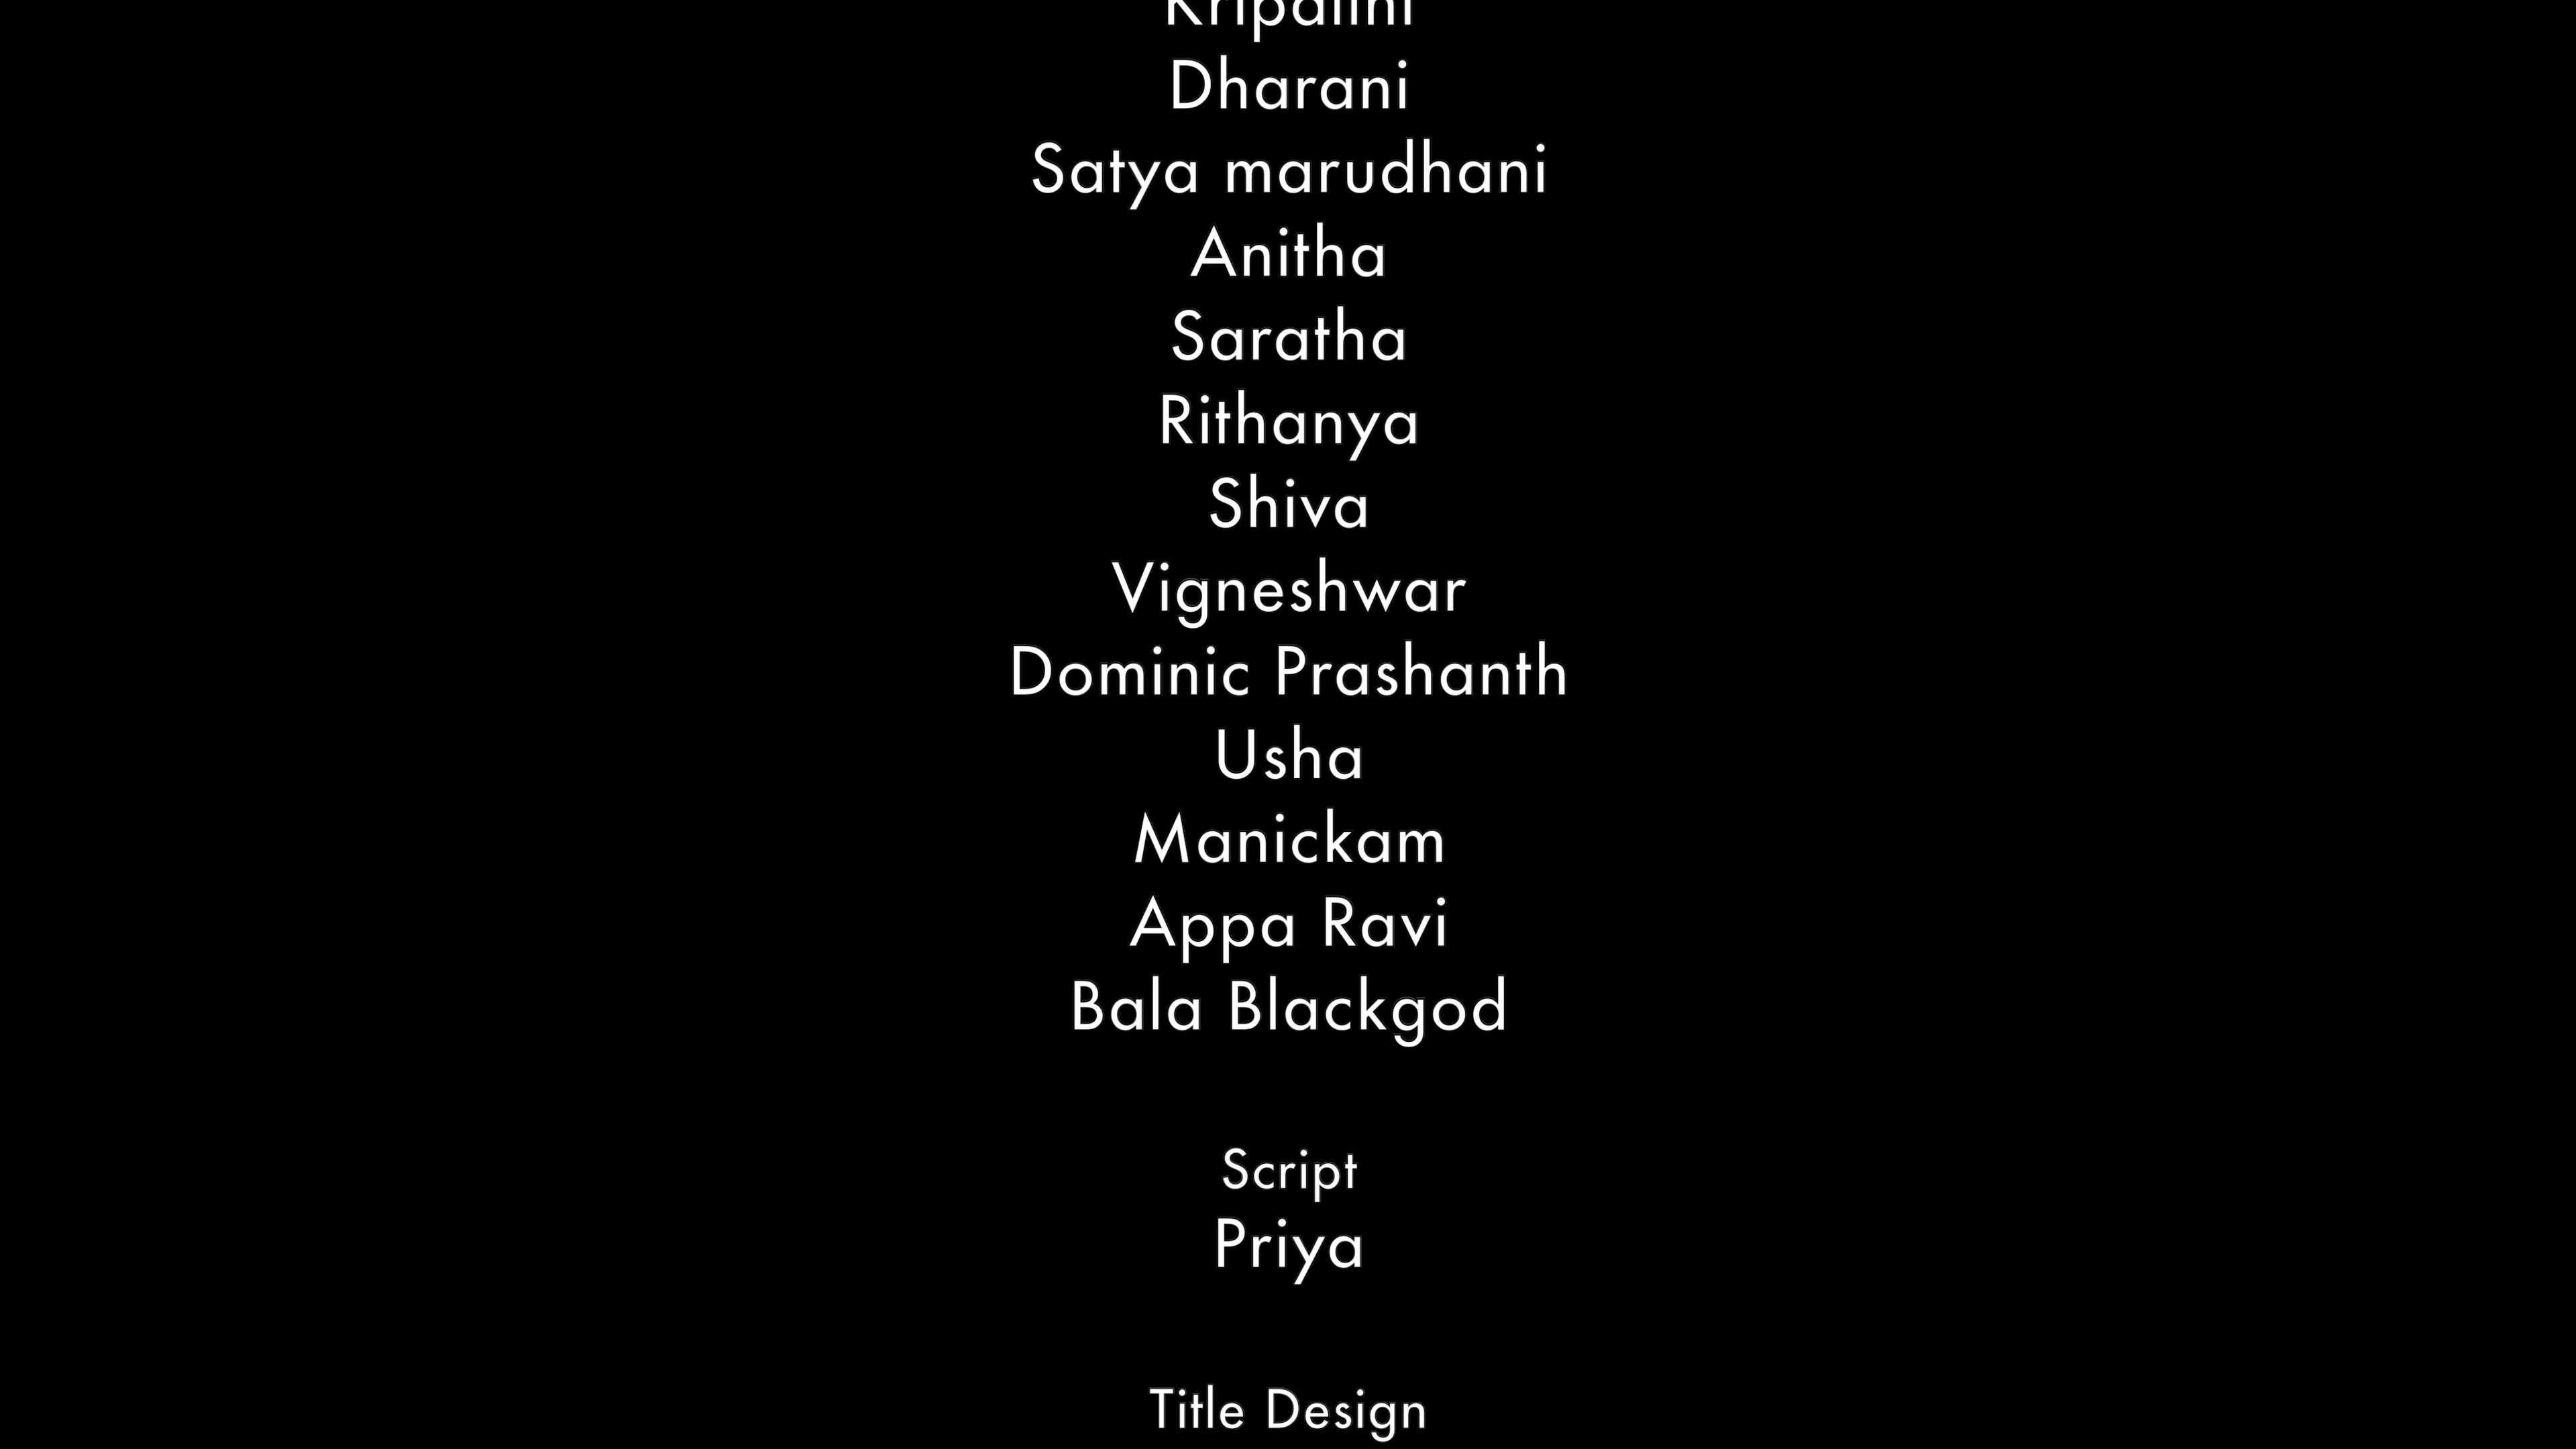 Dharani
Satya marudhani
Anitha
Saratha
Rithanya
Shiva
Vigneshwar
Dominic Prashanth
Usha
Manickam
Appa Ravi
Bala Blackgod
Script
Priya
Title Design